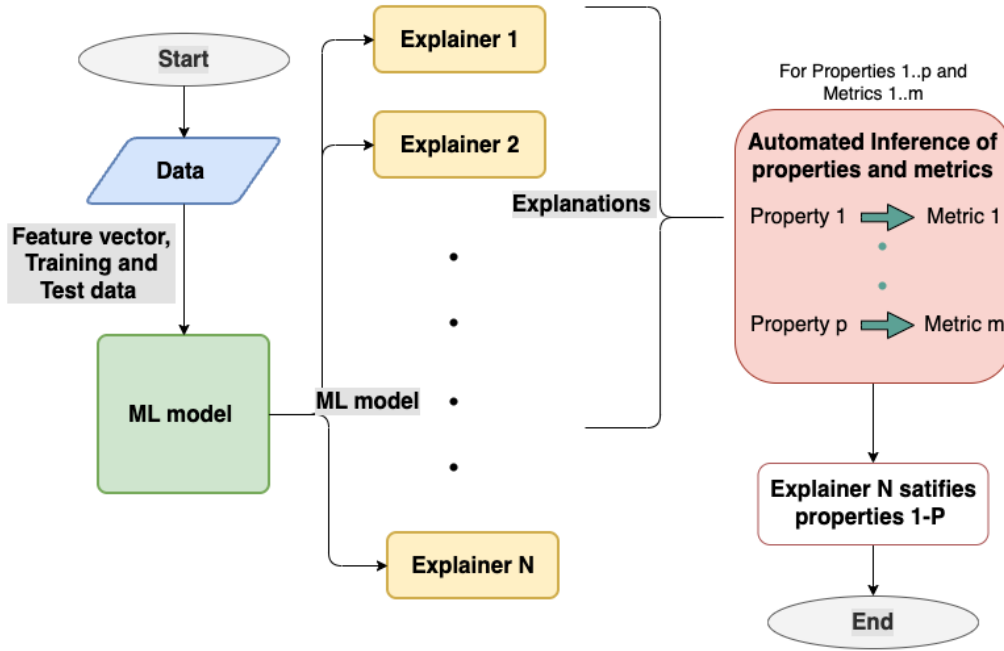 Start
Data
Feature vector,
Training and
Test data
ML model
ML model
Explainer 1
Explainer 2
Explainer N
Explanations
For Properties 1..p and
Metrics 1..m
Automated Inference of
properties and metrics
Property 1
Metric 1
Property p
Metric m
Explainer N satifies
properties 1-P
End